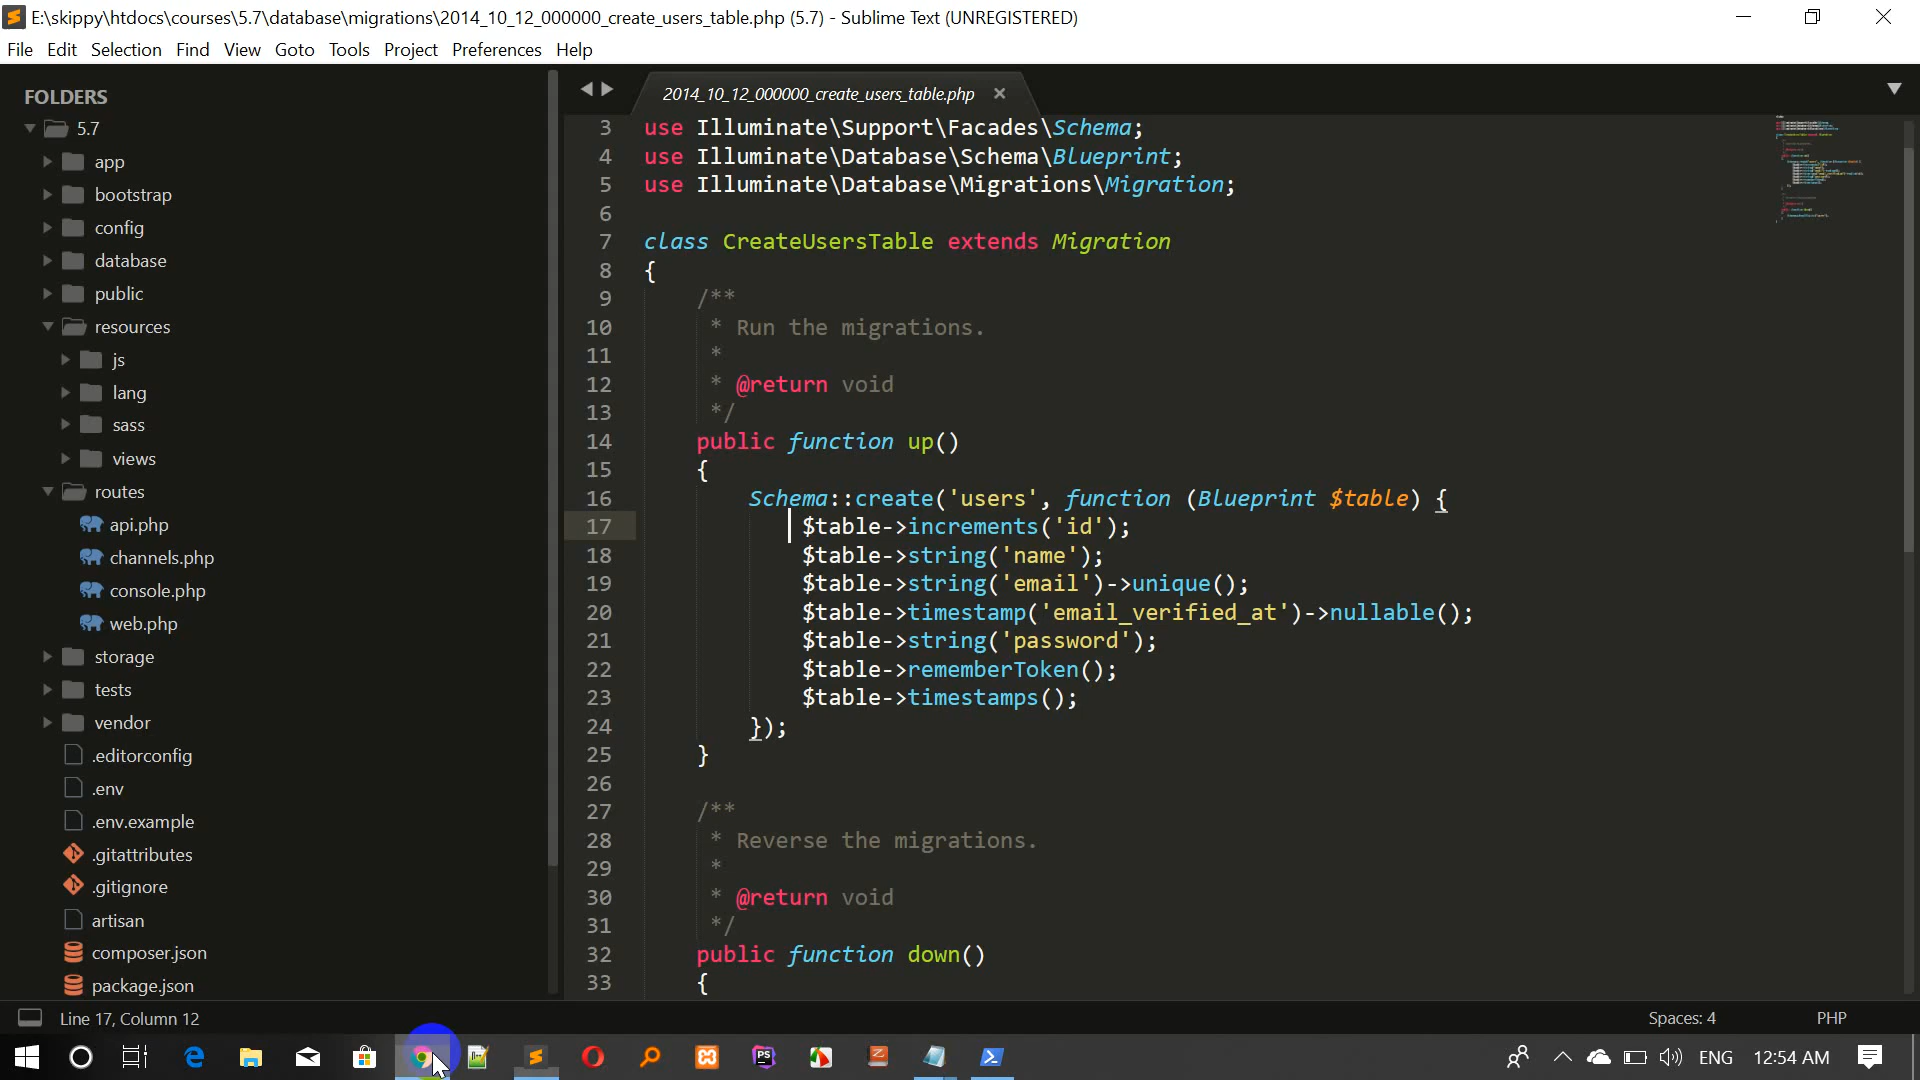 E:\skippy\htdocs\courses\5.7\database\migrations\2014_10_12_000000_create_users_table.php (5.7) - Sublime Text (UNREGISTERED)
File Edit Selection Find View Goto Tools Project Preferences Help
FOLDERS
5.7
app
bootstrap
config
database
public
resources
js
lang
sass
views
routes
api.php
channels.php
console.php
web.php
storage
tests
vendor
.editorconfig
.env
.env.example
.gitattributes
.gitignore
artisan
composer.json
package.json
2014_10_12_000000_create_users_table.php
3 use Illuminate\Support\Facades\Schema;
4 use Illuminate\Database\Schema\Blueprint;
5 use Illuminate\Database\Migrations\Migration;
6
7 class CreateUsersTable extends Migration
8 {
9 /**
10 * Run the migrations.
11 *
12 * @return void
13 */
14 public function up()
15 {
16 Schema::create('users', function (Blueprint $table) {
17 $table->increments('id');
18 $table->string('name');
19 $table->string('email')->unique();
20 $table->timestamp('email_verified_at')->nullable();
21 $table->string('password');
22 $table->rememberToken();
23 $table->timestamps();
24 });
25 }
26
27 /**
28 * Reverse the migrations.
29 *
30 * @return void
31 */
32 public function down()
33 {
Line 17, Column 12
Spaces: 4
PHP
ENG
12:54 AM